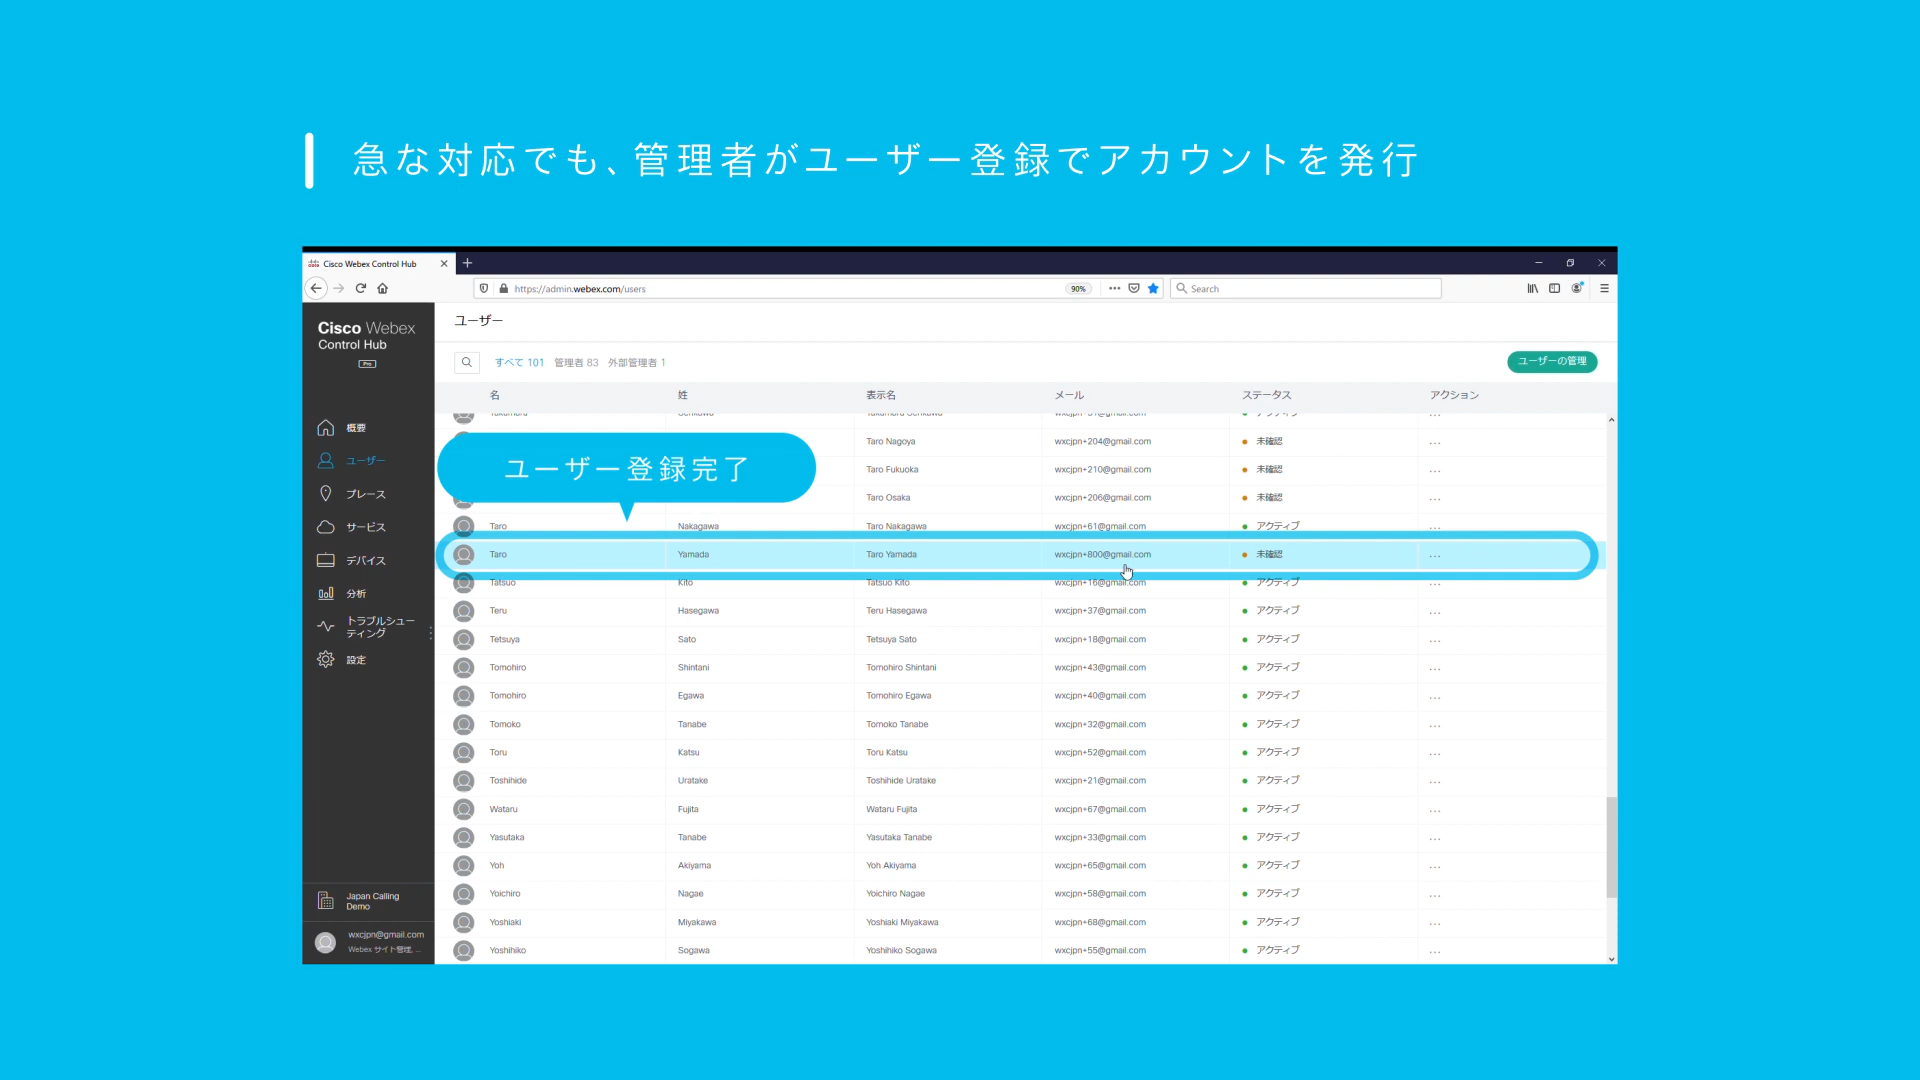 急な対応でも、管理者がユーザー登録でアカウントを発行
Cisco Webex Control Hub
https://admin.webex.com/users
90%
Search
Cisco Webex
Control Hub
Pro
概要
ユーザー
プレース
サービス
デバイス
分析
トラブルシュー
ティング
設定
Japan Calling
Demo
wxcjpn@gmail.com
Webex サイト管理, ...
ユーザー
すべて 101 管理者 83 外部管理者 1
ユーザーの管理
名 姓 表示名 メール ステータス アクション
Taro Nagoya wxcjpn+204@gmail.com 未確認 ...
Taro Fukuoka wxcjpn+210@gmail.com 未確認 ...
Taro Osaka wxcjpn+206@gmail.com 未確認 ...
ユーザー登録完了
Taro Nakagawa Taro Nakagawa wxcjpn+61@gmail.com アクティブ ...
Taro Yamada Taro Yamada wxcjpn+800@gmail.com 未確認 ...
Tatsuo Kito Tatsuo Kito wxcjpn+16@gmail.com アクティブ ...
Teru Hasegawa Teru Hasegawa wxcjpn+37@gmail.com アクティブ ...
Tetsuya Sato Tetsuya Sato wxcjpn+18@gmail.com アクティブ ...
Tomohiro Shintani Tomohiro Shintani wxcjpn+43@gmail.com アクティブ ...
Tomohiro Egawa Tomohiro Egawa wxcjpn+40@gmail.com アクティブ ...
Tomoko Tanabe Tomoko Tanabe wxcjpn+32@gmail.com アクティブ ...
Toru Katsu Toru Katsu wxcjpn+52@gmail.com アクティブ ...
Toshihide Uratake Toshihide Uratake wxcjpn+21@gmail.com アクティブ ...
Wataru Fujita Wataru Fujita wxcjpn+67@gmail.com アクティブ ...
Yasutaka Tanabe Yasutaka Tanabe wxcjpn+33@gmail.com アクティブ ...
Yoh Akiyama Yoh Akiyama wxcjpn+65@gmail.com アクティブ ...
Yoichiro Nagae Yoichiro Nagae wxcjpn+58@gmail.com アクティブ ...
Yoshiaki Miyakawa Yoshiaki Miyakawa wxcjpn+68@gmail.com アクティブ ...
Yoshihiko Sogawa Yoshihiko Sogawa wxcjpn+55@gmail.com アクティブ ...